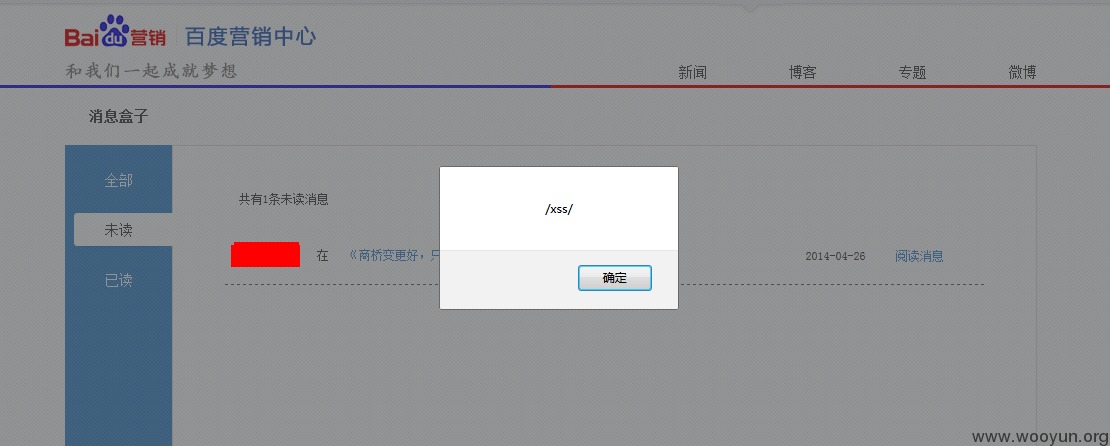 Bai du 营销 百度营销中心
和我们一起成就梦想
新闻 博客 专题 微博
消息盒子
全部
未读
已读
共有1条未读消息
在 《商桥变更好，只 2014-04-26 阅读消息
/xss/
确定
www.wooyun.org